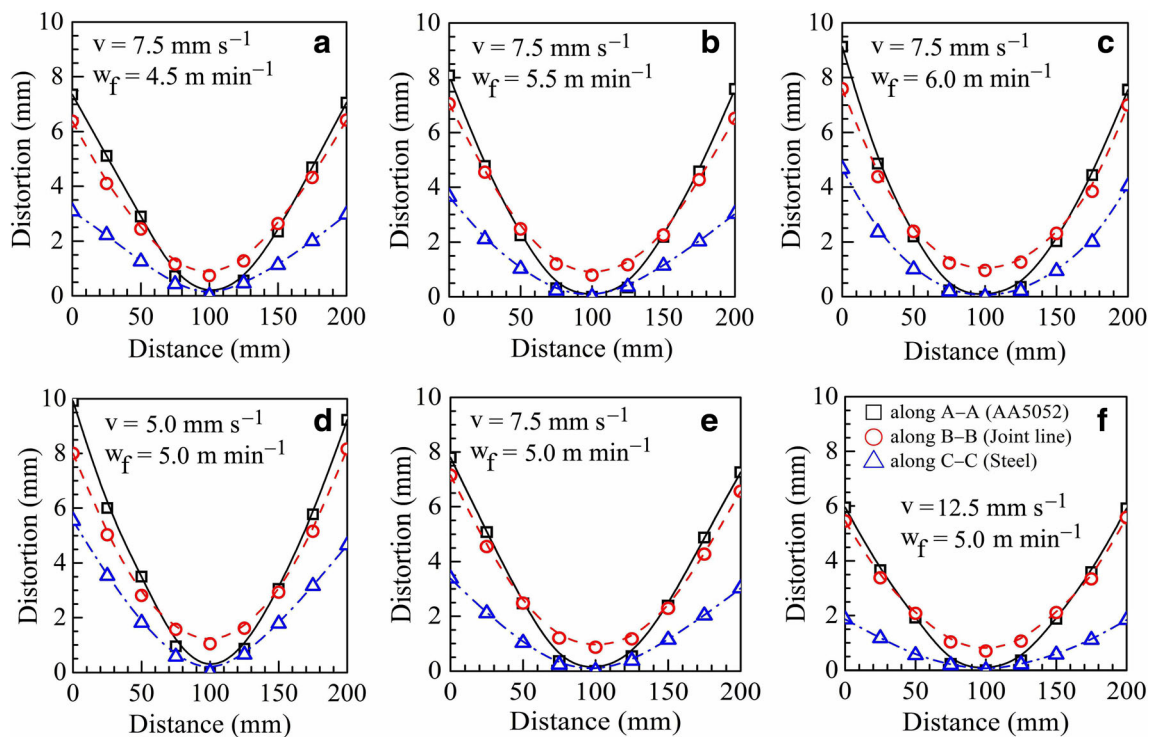 a
v = 7.5 mm s⁻¹
w_f = 4.5 m min⁻¹
Distortion (mm)
10
8
6
4
2
0
0 50 100 150 200
Distance (mm)
b
v = 7.5 mm s⁻¹
w_f = 5.5 m min⁻¹
Distortion (mm)
10
8
6
4
2
0
0 50 100 150 200
Distance (mm)
c
v = 7.5 mm s⁻¹
w_f = 6.0 m min⁻¹
Distortion (mm)
10
8
6
4
2
0
0 50 100 150 200
Distance (mm)
d
v = 5.0 mm s⁻¹
w_f = 5.0 m min⁻¹
Distortion (mm)
10
8
6
4
2
0
0 50 100 150 200
Distance (mm)
e
v = 7.5 mm s⁻¹
w_f = 5.0 m min⁻¹
Distortion (mm)
10
8
6
4
2
0
0 50 100 150 200
Distance (mm)
f
along A–A (AA5052)
along B–B (Joint line)
along C–C (Steel)
v = 12.5 mm s⁻¹
w_f = 5.0 m min⁻¹
Distortion (mm)
10
8
6
4
2
0
0 50 100 150 200
Distance (mm)